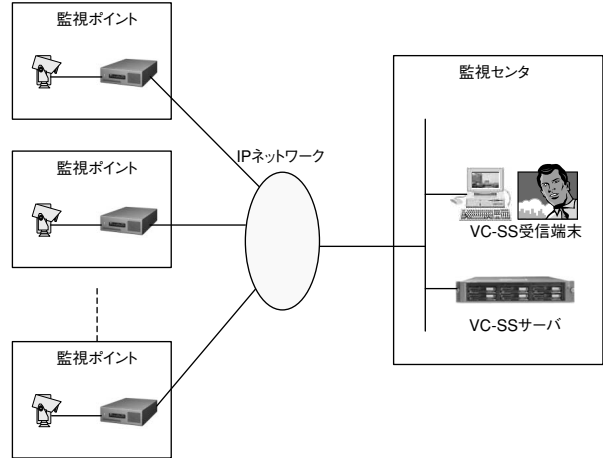 監視ポイント
監視センタ
IPネットワーク
監視ポイント
VC-SS受信端末
VC-SSサーバ
監視ポイント